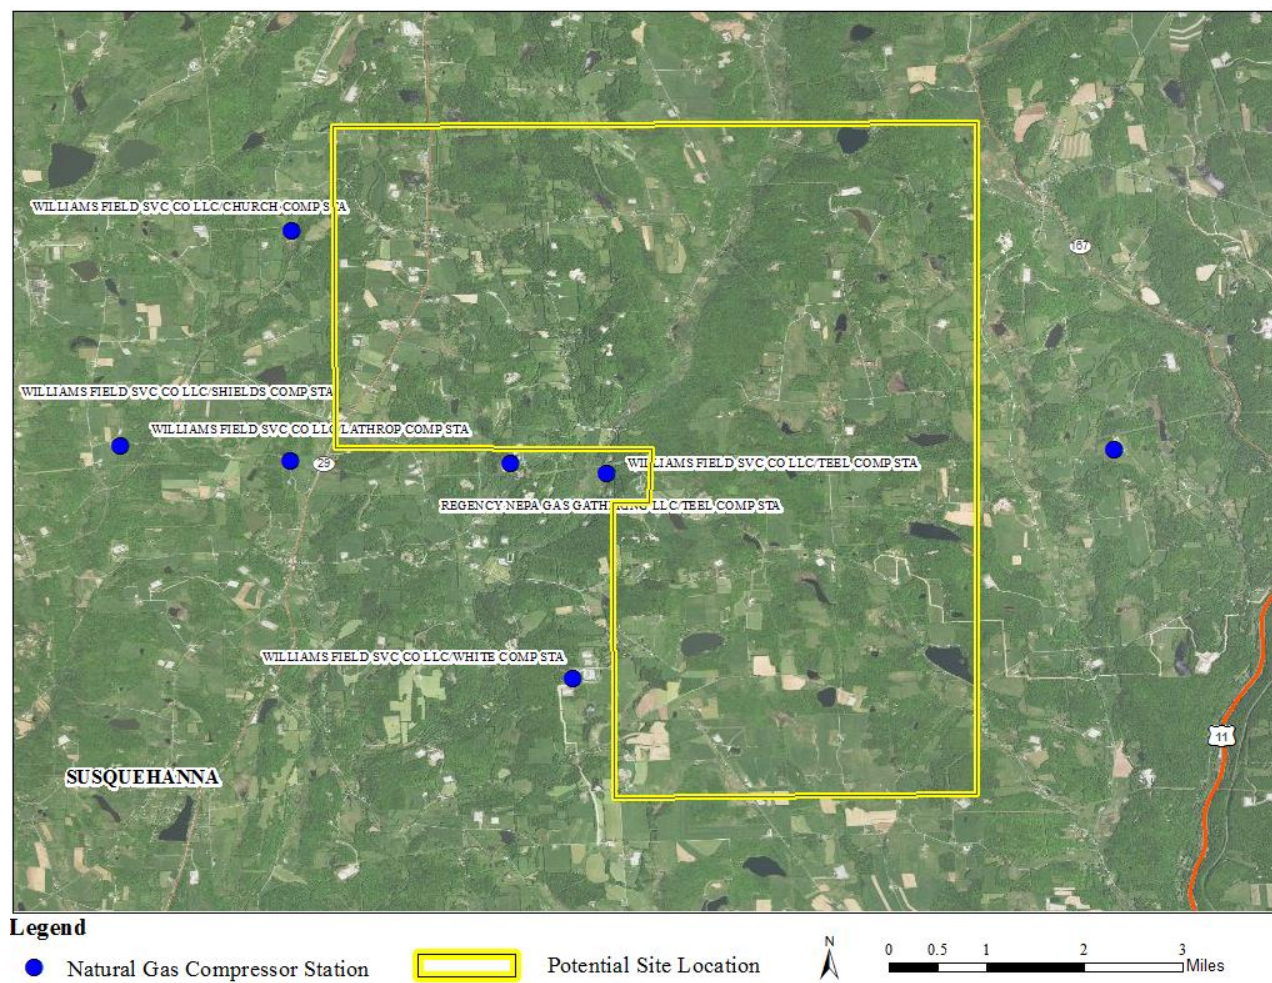 WILLIAMS FIELD SVC CO LLC/CHURCH COMP STA
187
WILLIAMS FIELD SVC CO LLC/SHIELDS COMP STA
WILLIAMS FIELD SVC CO LLC/LATHROP COMP STA
29
WILLIAMS FIELD SVC CO LLC/TEEL COMP STA
REGENCY NEPA GAS GATHERING LLC/TEEL COMP STA
WILLIAMS FIELD SVC CO LLC/WHITE COMP STA
11
SUSQUEHANNA
Legend
Natural Gas Compressor Station
Potential Site Location
N
0 0.5 1 2 3
Miles